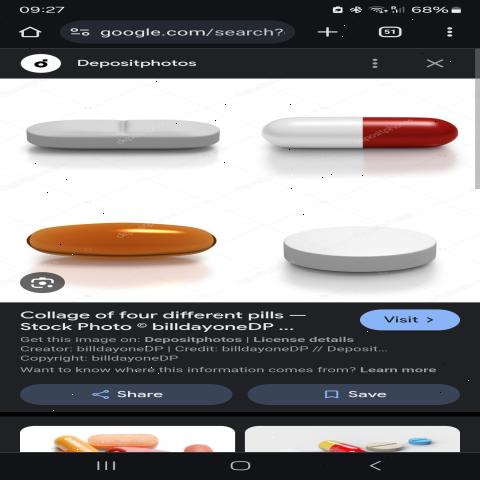 09:27
68%
google.com/search?
51
Depositphotos
depositphotos
Collage of four different pills —
Stock Photo © billdayoneDP ...
Visit >
Get this image on: Depositphotos | License details
Creator: billdayoneDP | Credit: billdayoneDP // Deposit...
Copyright: billdayoneDP
Want to know where this information comes from? Learn more
Share
Save